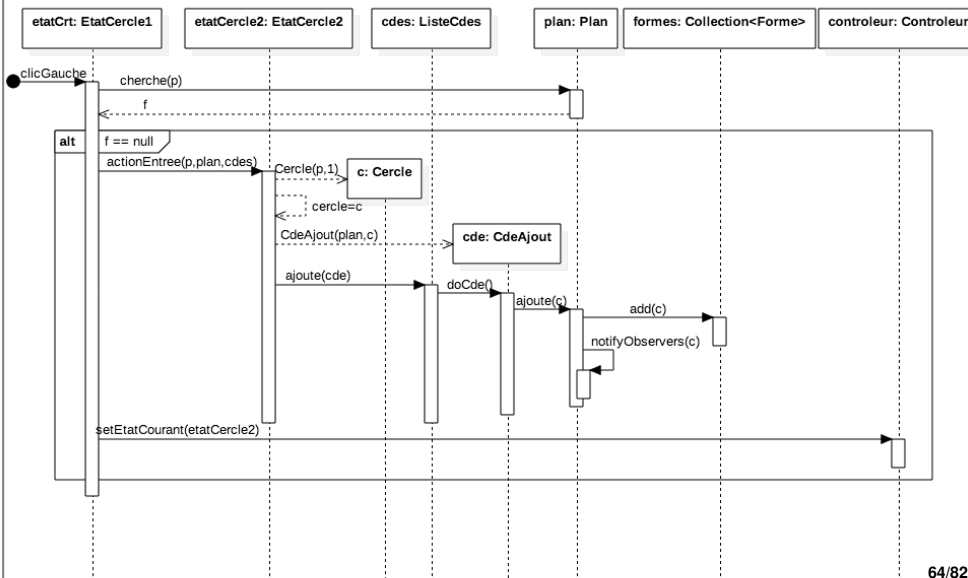 etatCrt: EtatCercle1
etatCercle2: EtatCercle2
cdes: ListeCdes
plan: Plan
formes: Collection<Forme>
controleur: Controleur
clicGauche
cherche(p)
f
alt
f == null
actionEntree(p,plan,cdes)
Cercle(p,1)
c: Cercle
cercle=c
CdeAjout(plan,c)
cde: CdeAjout
ajoute(cde)
doCde()
ajoute(c)
add(c)
notifyObservers(c)
setEtatCourant(etatCercle2)
64/82